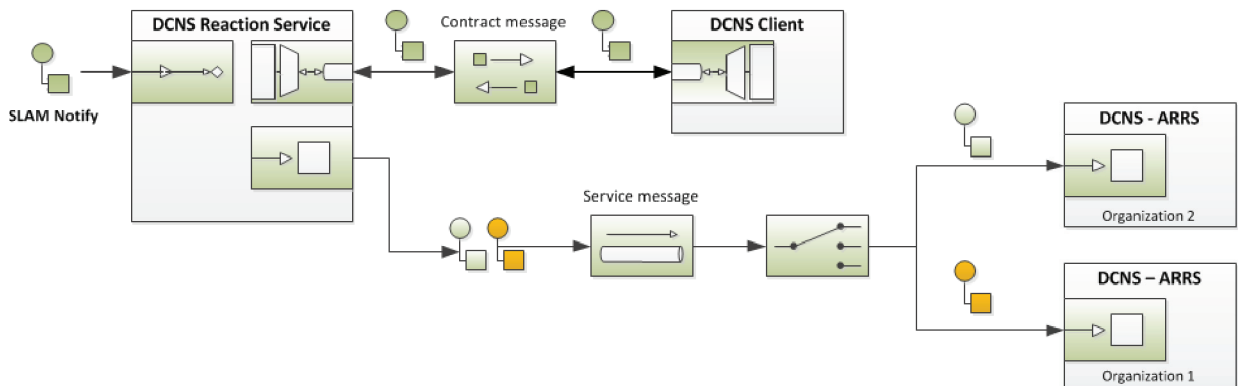 DCNS Reaction Service
Contract message
DCNS Client
SLAM Notify
DCNS - ARRS
Organization 2
Service message
DCNS – ARRS
Organization 1